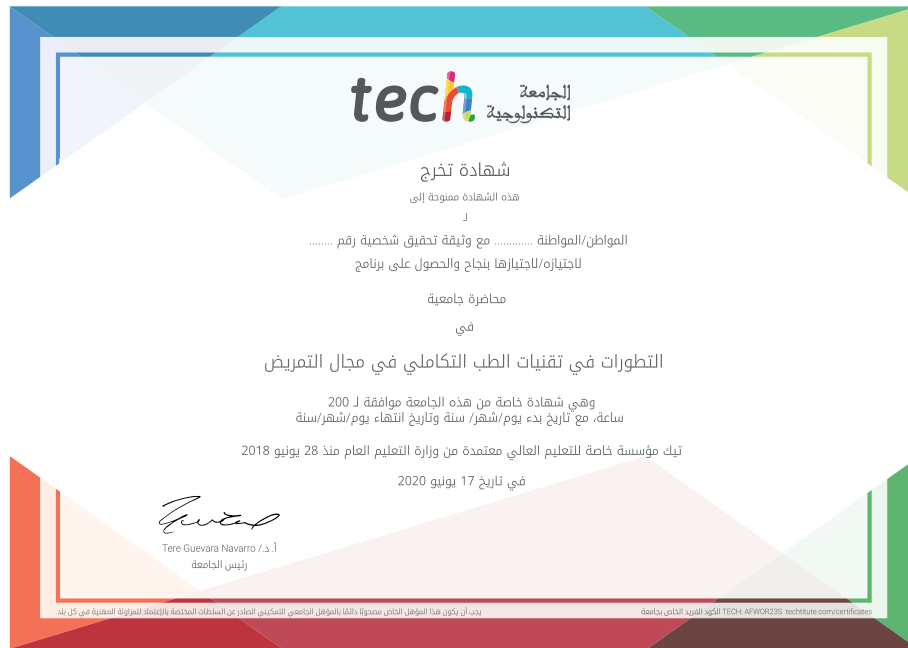 tech الجامعة
التكنولوجية
شهادة تخرج
هذه الشهادة ممنوحة إلى
لـ
المواطن/المواطنة ............. مع وثيقة تحقيق شخصية رقم ........
لاجتيازه/لاجتيازها بنجاح والحصول على برنامج
محاضرة جامعية
في
التطورات في تقنيات الطب التكاملي في مجال التمريض
وهي شهادة خاصة من هذه الجامعة موافقة لـ 200
ساعة، مع تاريخ بدء يوم/شهر/ سنة وتاريخ انتهاء يوم/شهر/سنة
تيك مؤسسة خاصة للتعليم العالي معتمدة من وزارة التعليم العام منذ 28 يونيو 2018
في تاريخ 17 يونيو 2020
أ. د./ Tere Guevara Navarro
رئيس الجامعة
يجب أن يكون هذا المؤهل الخاص مصحوبًا دائمًا بالمؤهل الجامعي التمكيني الصادر عن السلطات المختصة بالإعتماد للمزاولة المهنية في كل بلد.
الكود الفريد الخاص بجامعة TECH: AFWOR23S techtitute.com/certificates